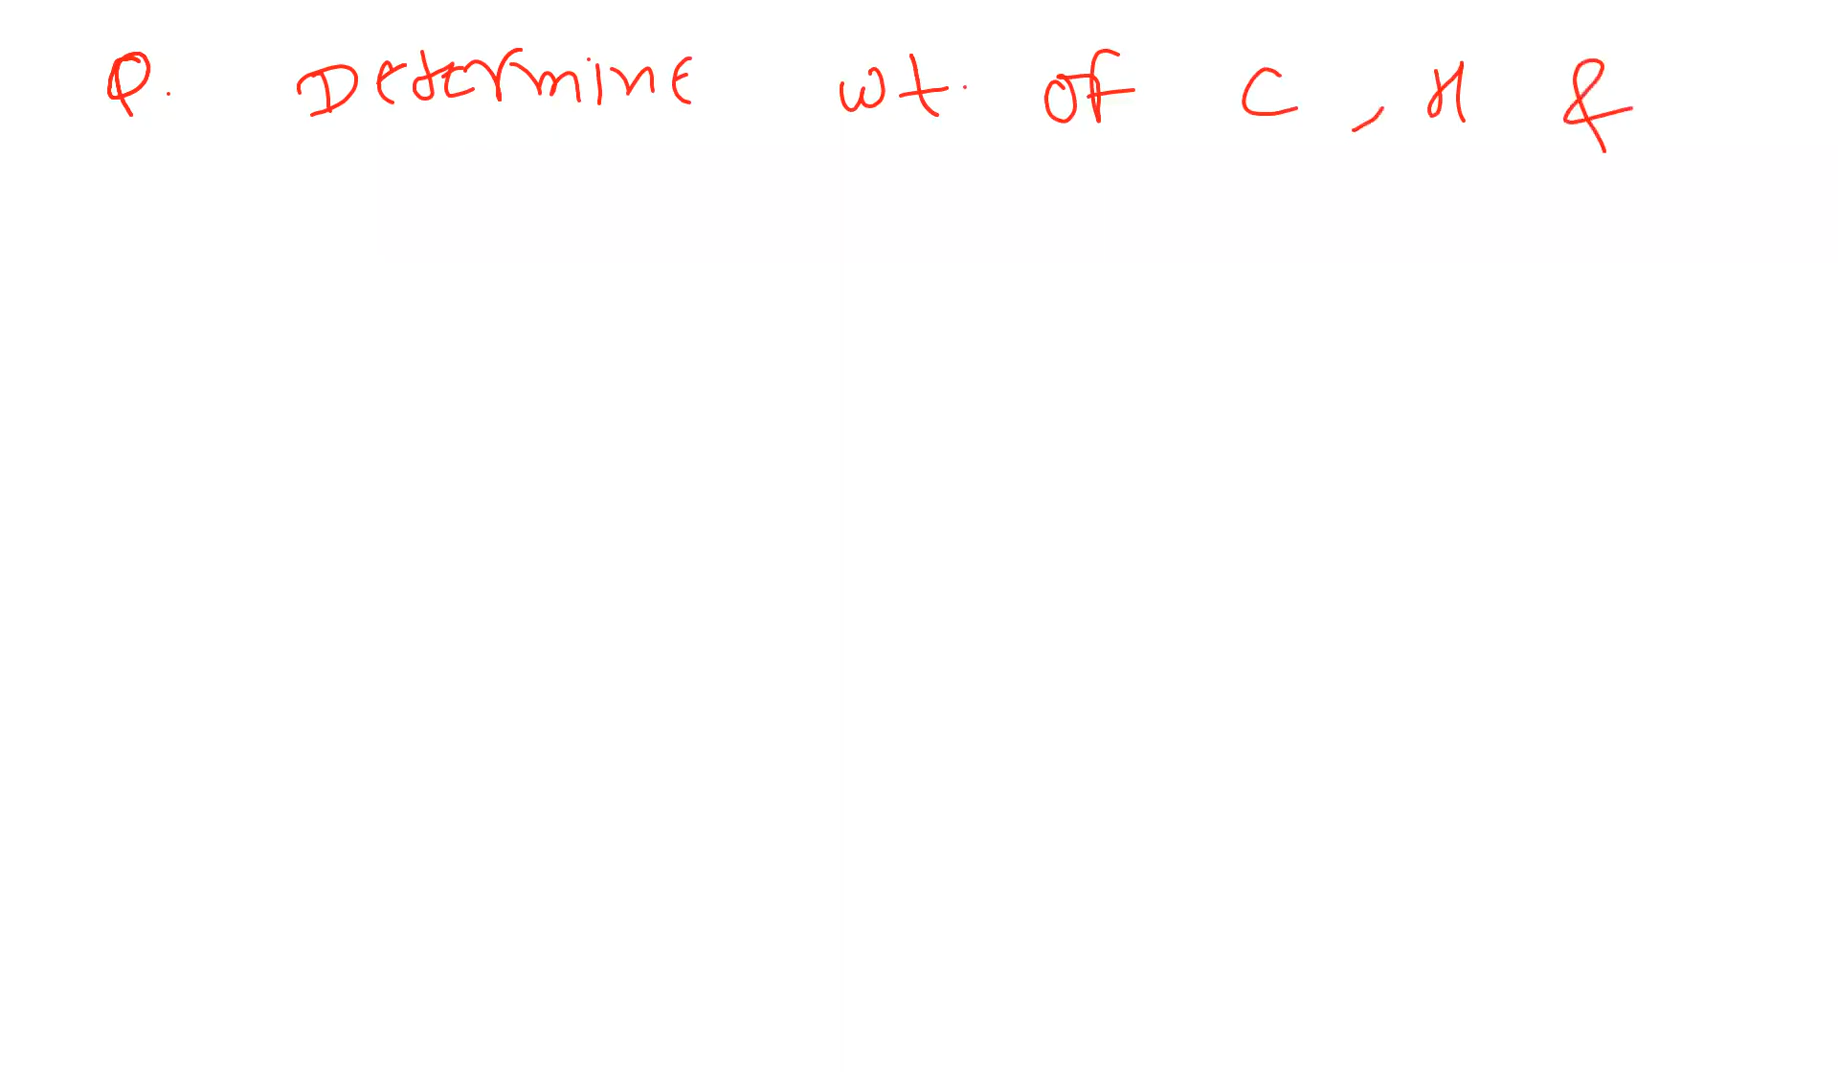 Q. Determine wt. of C, H &